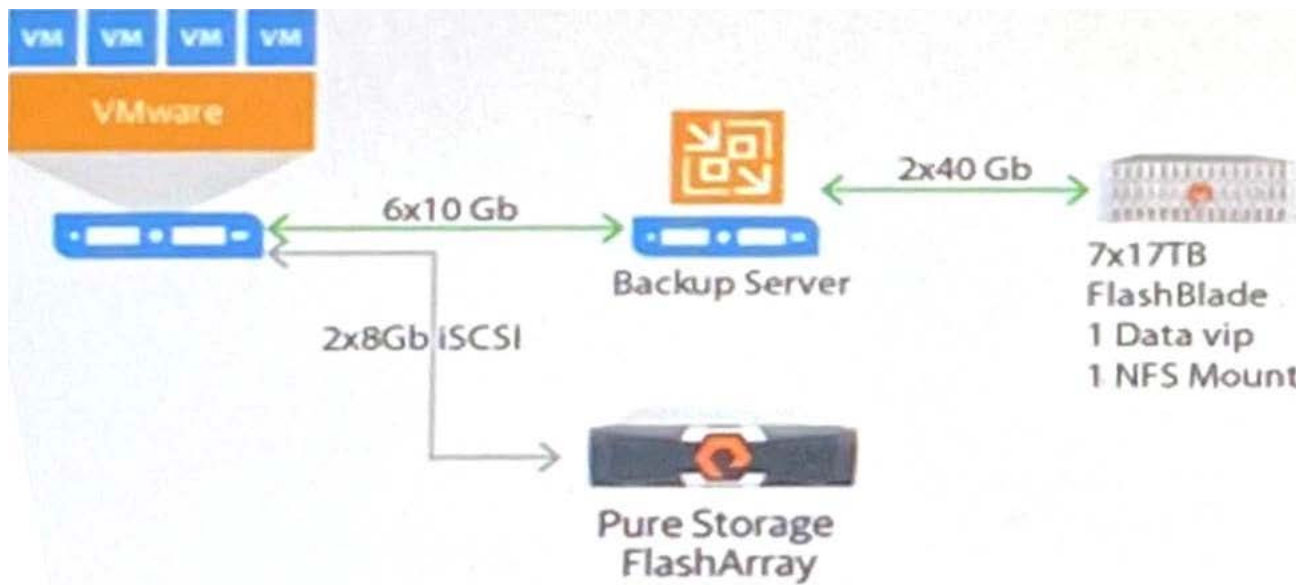 VM VM VM VM
VMware
6x10 Gb
2x40 Gb
Backup Server
7x17TB
FlashBlade
1 Data vip
1 NFS Mount
2x8Gb iSCSI
Pure Storage
FlashArray